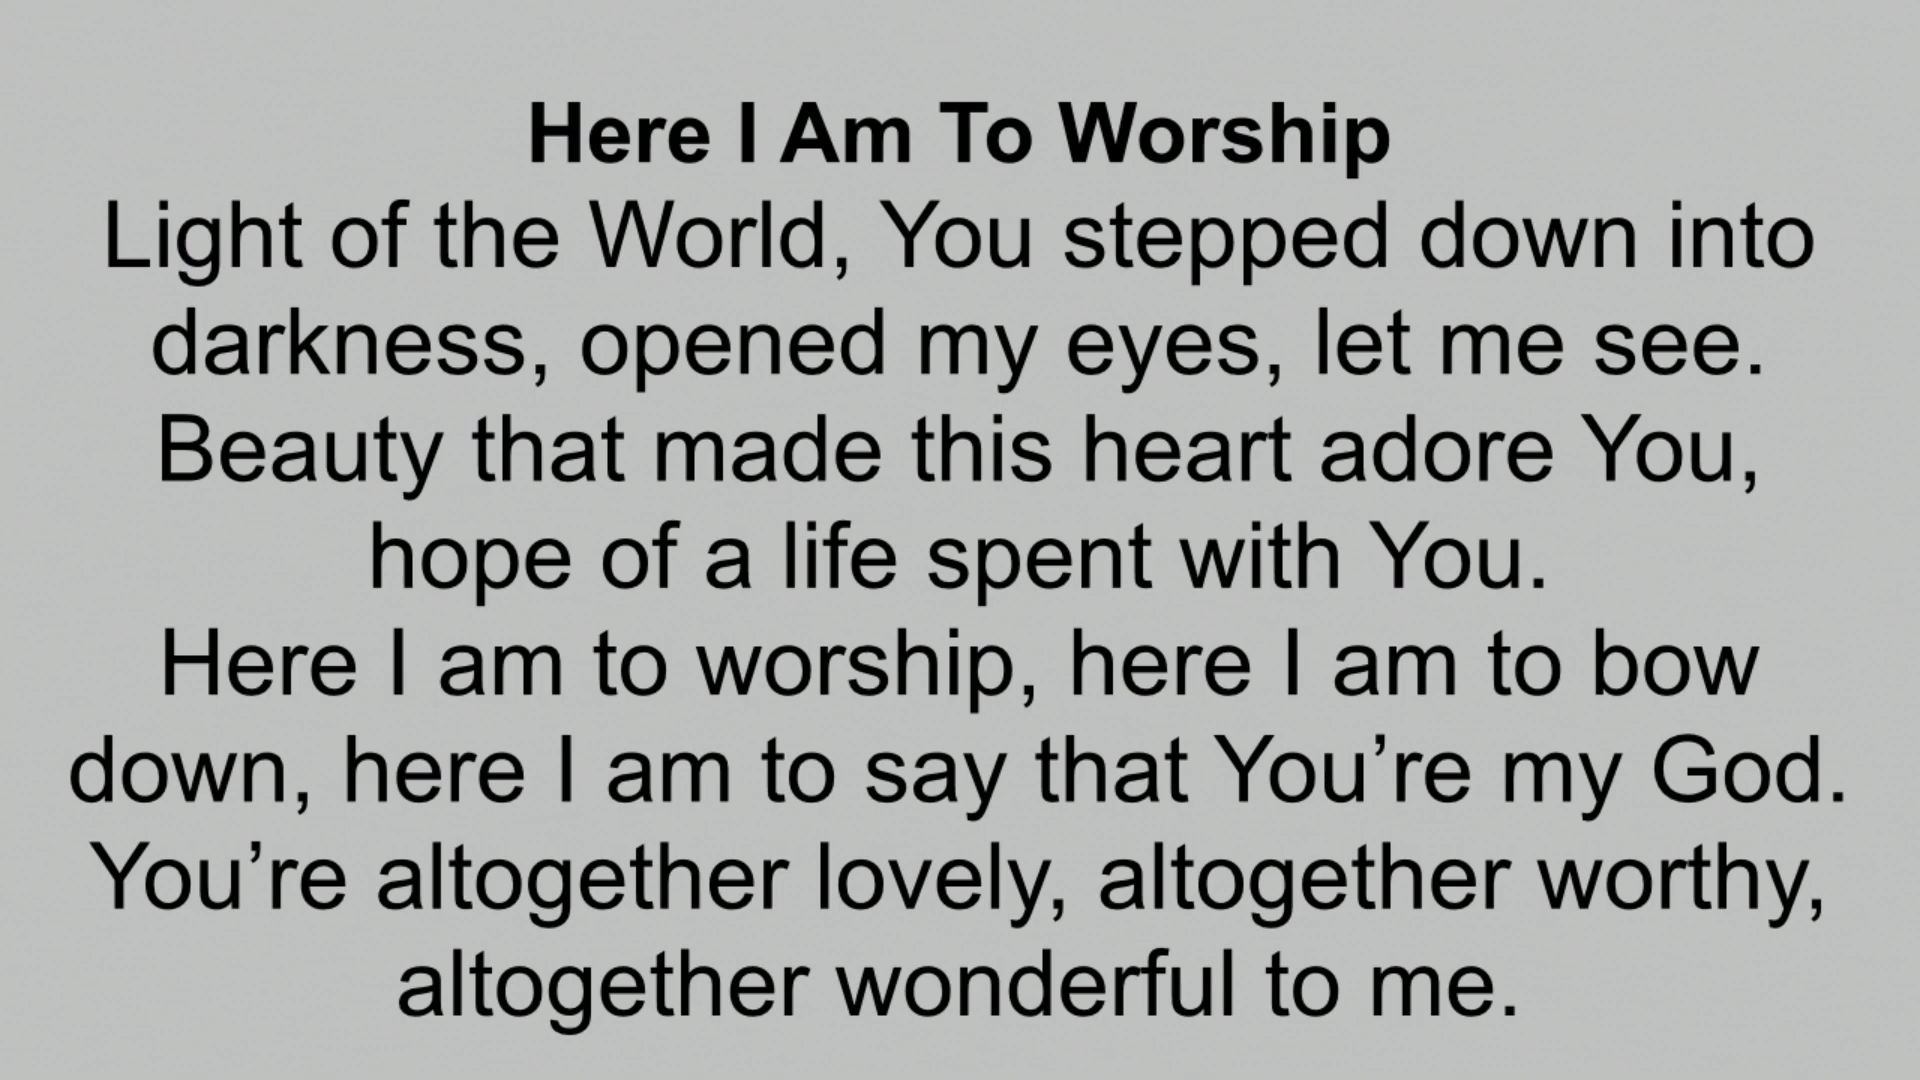 Here I Am To Worship
Light of the World, You stepped down into
darkness, opened my eyes, let me see.
Beauty that made this heart adore You,
hope of a life spent with You.
Here I am to worship, here I am to bow
down, here I am to say that You’re my God.
You’re altogether lovely, altogether worthy,
altogether wonderful to me.